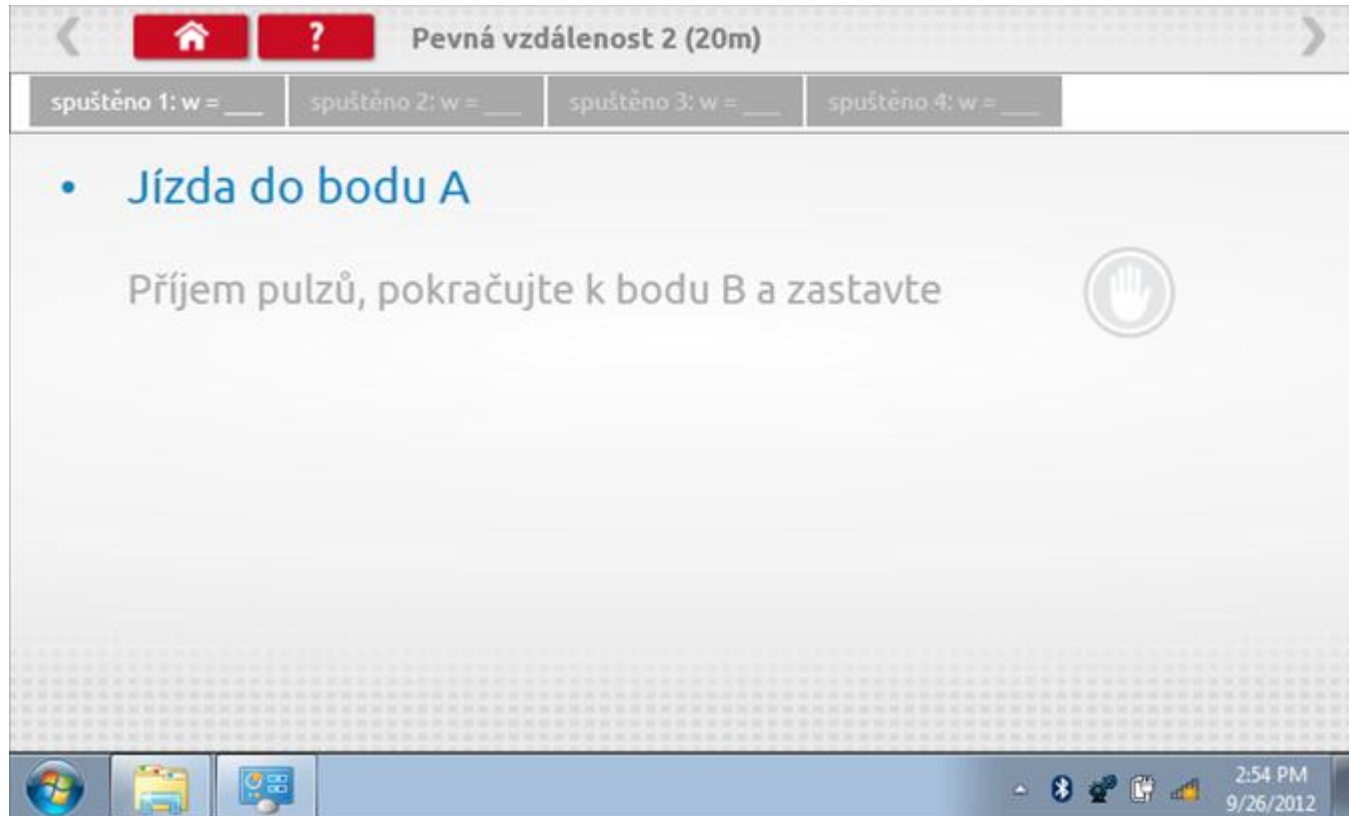 ? Pevná vzdálenost 2 (20m)
spuštěno 1: w = ___ spuštěno 2: w = ___ spuštěno 3: w = ___ spuštěno 4: w = ___
• Jízda do bodu A
Příjem pulzů, pokračujte k bodu B a zastavte
2:54 PM
9/26/2012